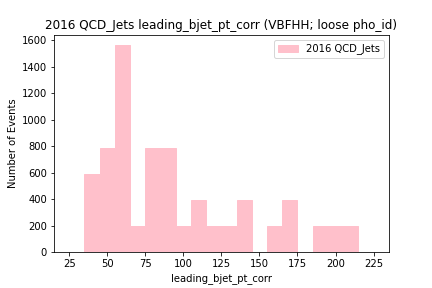 2016 QCD_Jets leading_bjet_pt_corr (VBFHH; loose pho_id)
2016 QCD_Jets
1600
1400
1200
1000
800
600
400
200
0
Number of Events
25 50 75 100 125 150 175 200 225
leading_bjet_pt_corr